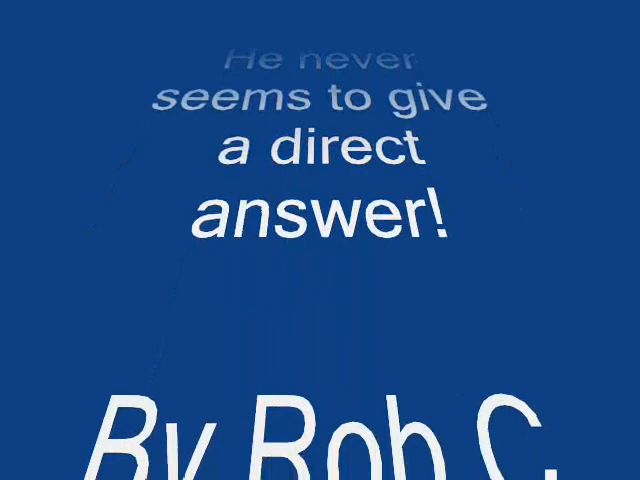 He never
seems to give
a direct
answer!
By Rob C